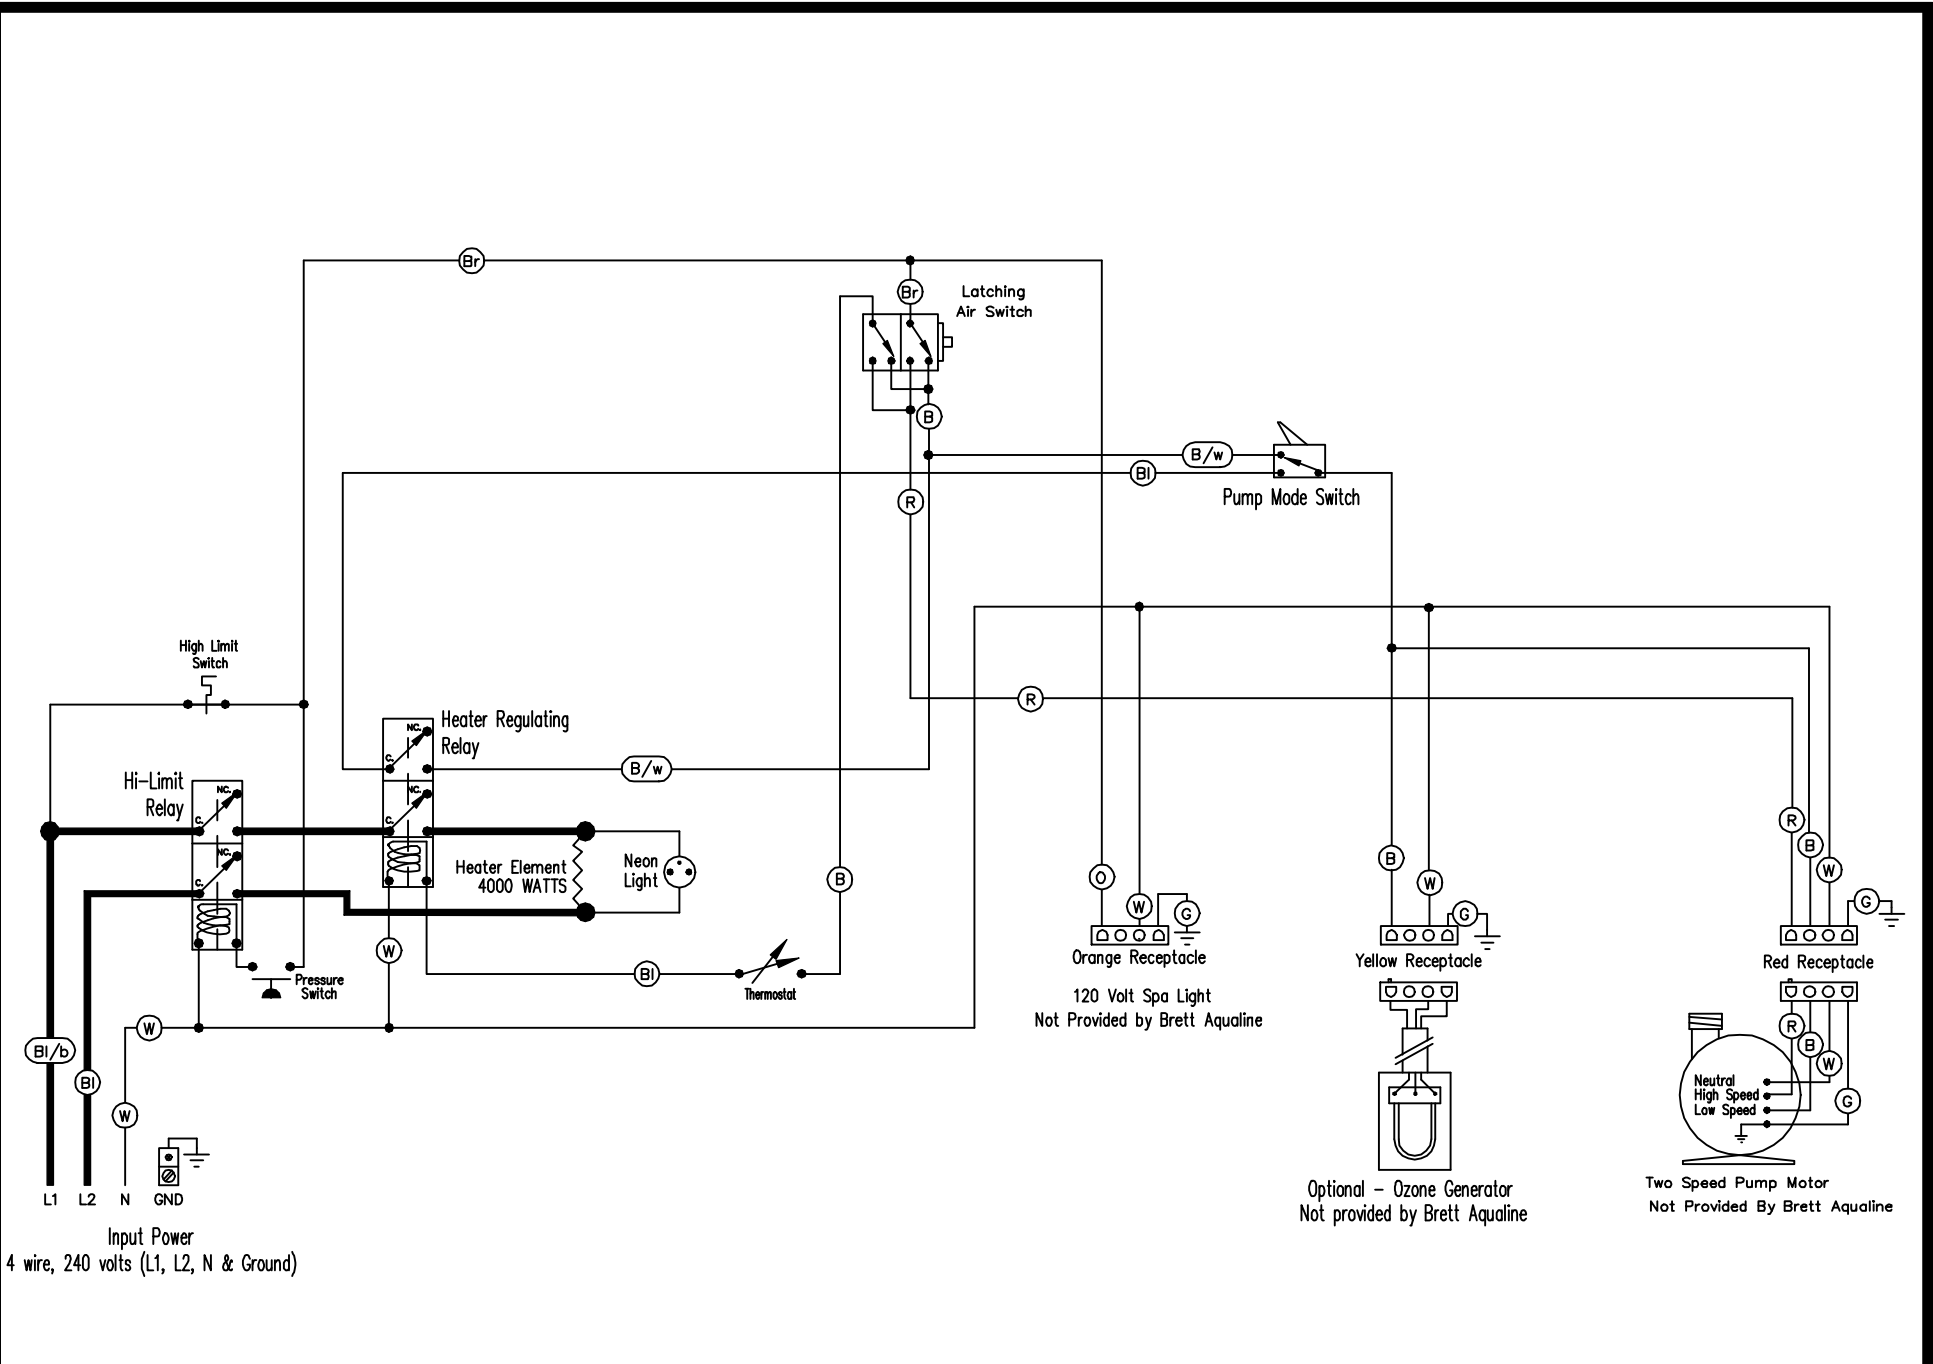 Br
Br
Latching
Air Switch
B
B/w
Bl
Pump Mode Switch
R
High Limit
Switch
R
Heater Regulating
Relay
NC.
C.
B/w
Hi-Limit
Relay
NC.
C.
NC.
C.
NC.
C.
Heater Element
4000 WATTS
Neon
Light
B
O
W
G
B
W
G
R
B
W
G
W
Bl
Thermostat
Pressure
Switch
Orange Receptacle
Yellow Receptacle
Red Receptacle
120 Volt Spa Light
Not Provided by Brett Aqualine
W
Bl/b
Bl
W
R
B
W
G
Neutral
High Speed
Low Speed
L1
L2
N
GND
Input Power
4 wire, 240 volts (L1, L2, N & Ground)
Optional - Ozone Generator
Not provided by Brett Aqualine
Two Speed Pump Motor
Not Provided By Brett Aqualine